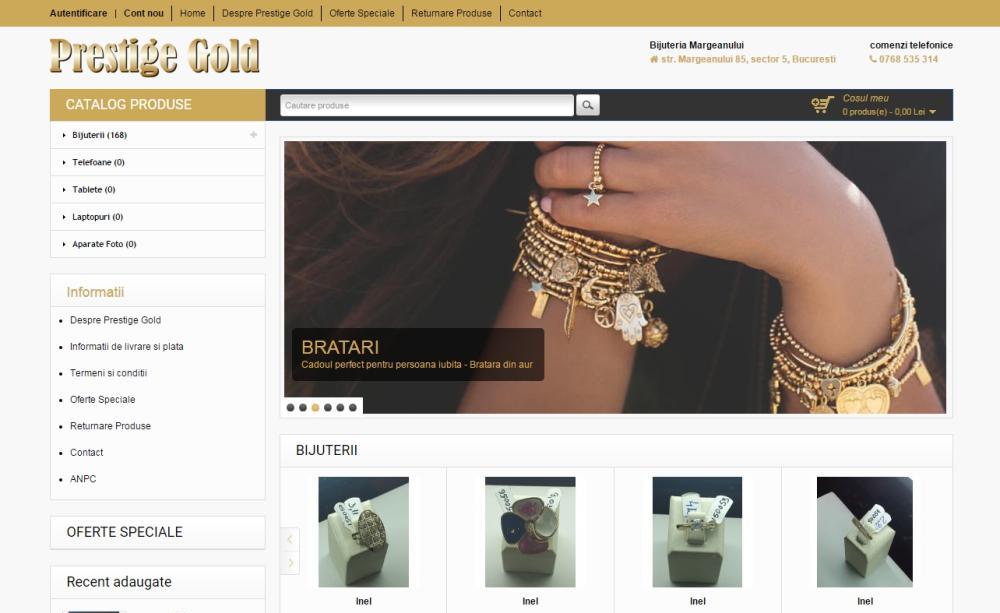 Autentificare | Cont nou | Home | Despre Prestige Gold | Oferte Speciale | Returnare Produse | Contact
Prestige Gold
Bijuteria Margeanului
str. Margeanului 85, sector 5, Bucuresti
comenzi telefonice
0768 535 314
CATALOG PRODUSE
Cautare produse
Cosul meu
0 produs(e) - 0,00 Lei
Bijuterii (168)
Telefoane (0)
Tablete (0)
Laptopuri (0)
Aparate Foto (0)
BRATARI
Cadoul perfect pentru persoana iubita - Bratara din aur
Informatii
Despre Prestige Gold
Informatii de livrare si plata
Termeni si conditii
Oferte Speciale
Returnare Produse
Contact
ANPC
OFERTE SPECIALE
Recent adaugate
BIJUTERII
Inel
Inel
Inel
Inel